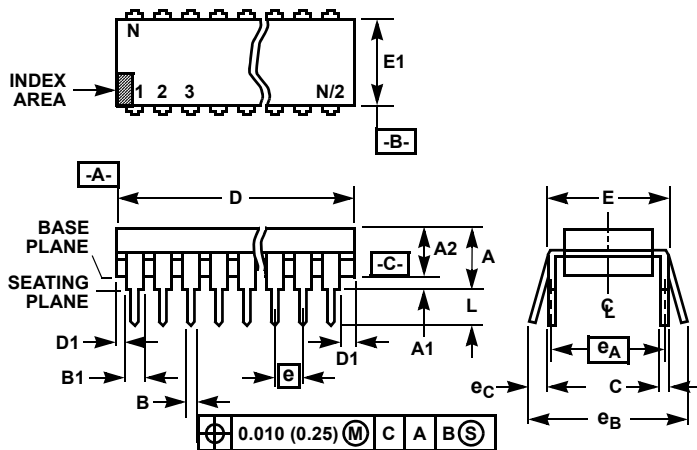 N
E1
INDEX
AREA
1 2 3 N/2
-B-
-A-
D
E
BASE
PLANE
A2
A
-C-
SEATING
PLANE
L
C
L
D1
A1
D1
eA
B1
e
eC
C
B
eB
0.010 (0.25) M C A B S